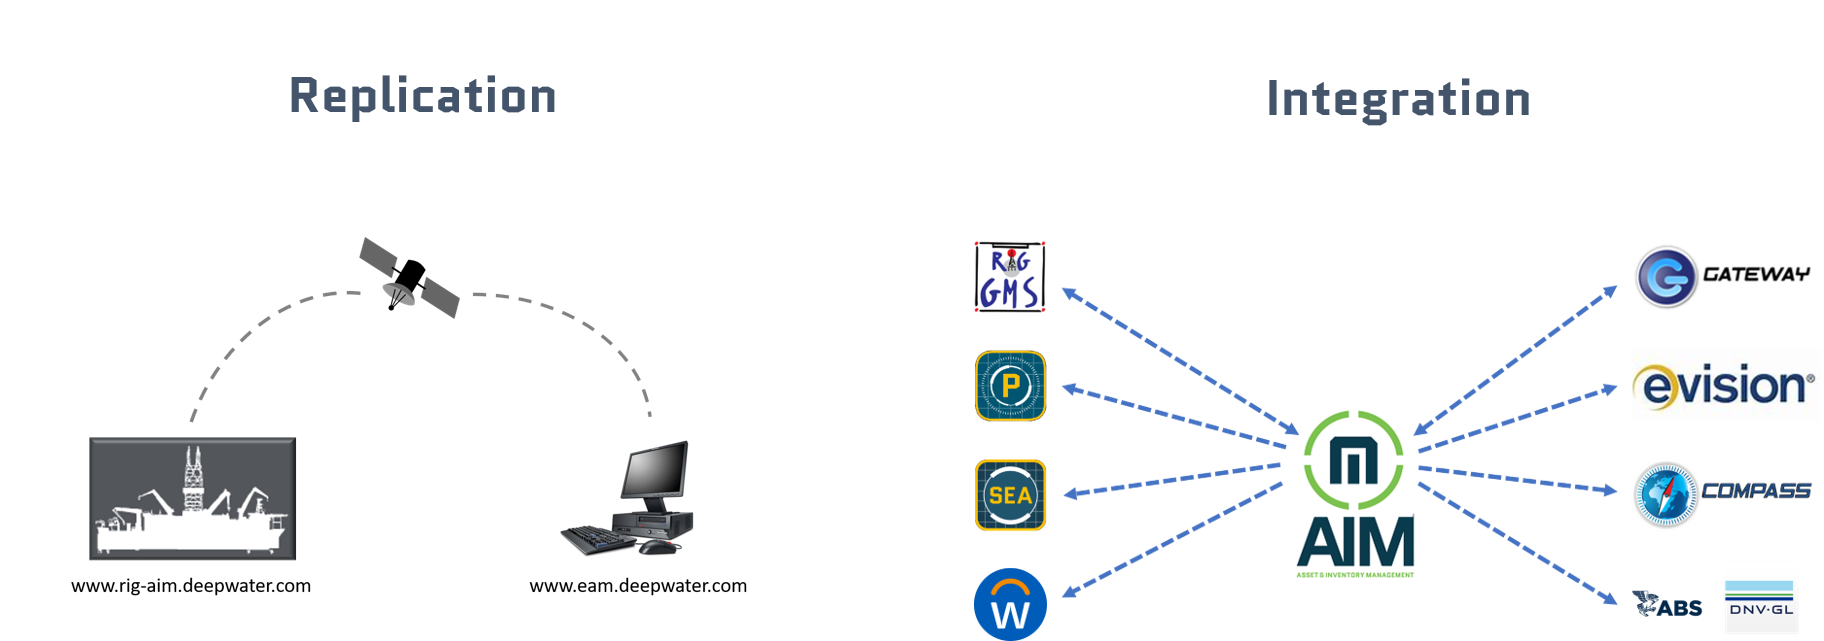 Replication
Integration
RIG
GMS
GATEWAY
P
evision®
SEA
COMPASS
AIM
ASSET & INVENTORY MANAGEMENT
www.rig-aim.deepwater.com
www.eam.deepwater.com
W
ABS
DNV·GL